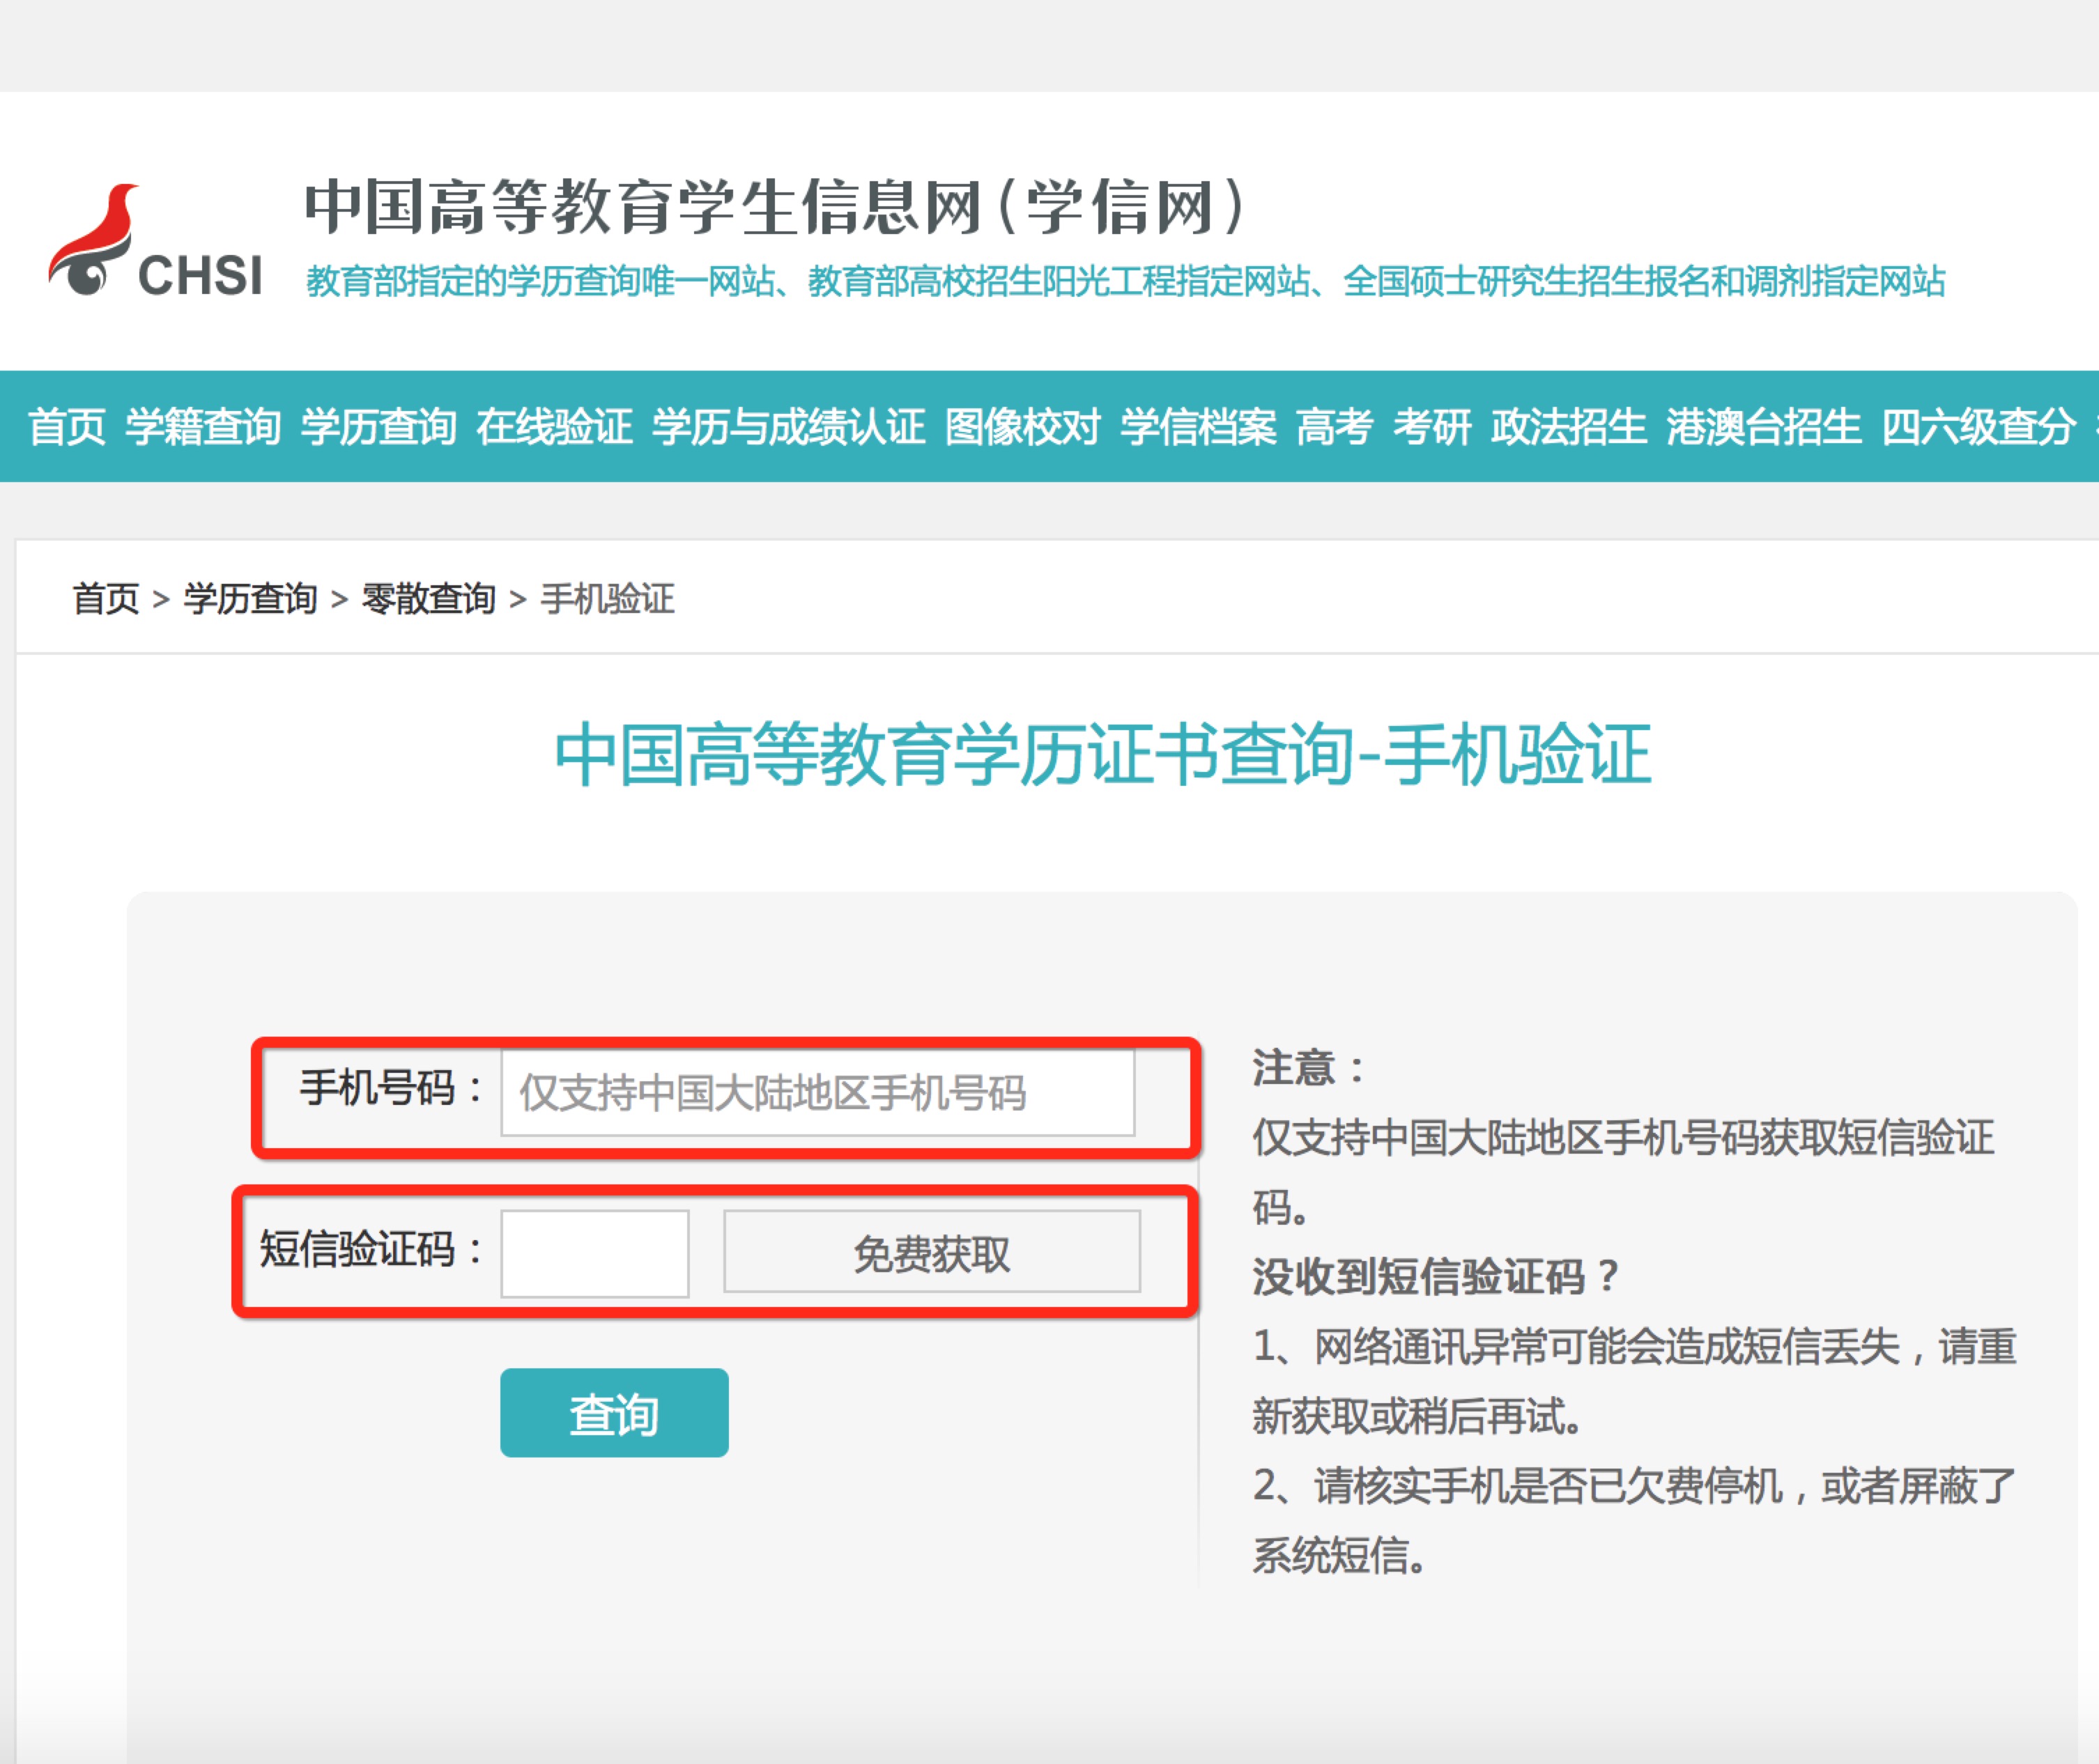 中国高等教育学生信息网(学信网)
CHSI
教育部指定的学历查询唯一网站、教育部高校招生阳光工程指定网站、全国硕士研究生招生报名和调剂指定网站
首页 学籍查询 学历查询 在线验证 学历与成绩认证 图像校对 学信档案 高考 考研 政法招生 港澳台招生 四六级查分
首页 > 学历查询 > 零散查询 > 手机验证
中国高等教育学历证书查询-手机验证
手机号码：
仅支持中国大陆地区手机号码
短信验证码：
免费获取
查询
注意：
仅支持中国大陆地区手机号码获取短信验证
码。
没收到短信验证码？
1、网络通讯异常可能会造成短信丢失，请重
新获取或稍后再试。
2、请核实手机是否已欠费停机，或者屏蔽了
系统短信。